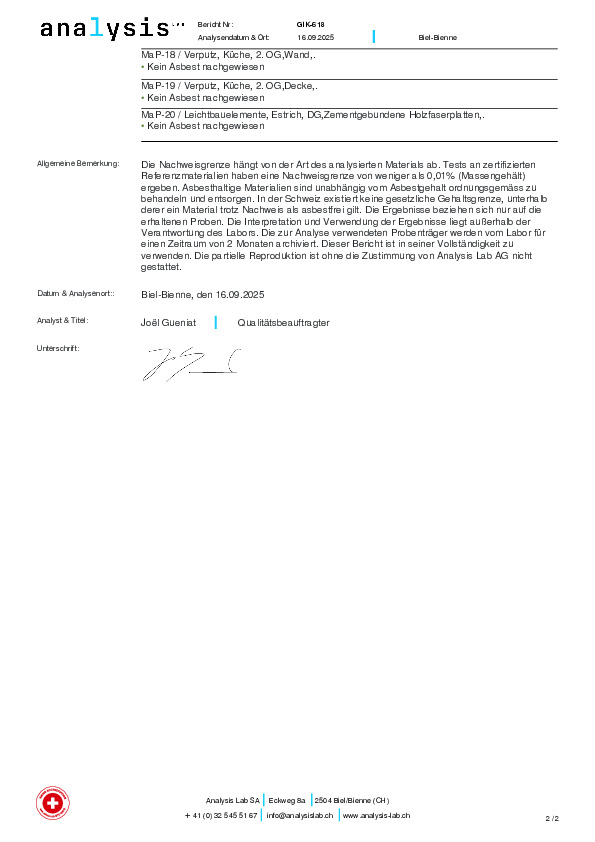 analysis
Bericht Nr: GIK-618
Analysendatum & Ort: 16.09.2025 Biel-Bienne
MaP-18 / Verputz, Küche, 2. OG,Wand,.
• Kein Asbest nachgewiesen
MaP-19 / Verputz, Küche, 2. OG,Decke,.
• Kein Asbest nachgewiesen
MaP-20 / Leichtbauelemente, Estrich, DG,Zementgebundene Holzfaserplatten,.
• Kein Asbest nachgewiesen
Allgemeine Bemerkung:
Die Nachweisgrenze hängt von der Art des analysierten Materials ab. Tests an zertifizierten
Referenzmaterialien haben eine Nachweisgrenze von weniger als 0,01% (Massengehält)
ergeben. Asbesthaltige Materialien sind unabhängig vom Asbestgehalt ordnungsgemäss zu
behandeln und entsorgen. In der Schweiz existiert keine gesetzliche Gehaltsgrenze, unterhalb
derer ein Material trotz Nachweis als asbestfrei gilt. Die Ergebnisse beziehen sich nur auf die
erhaltenen Proben. Die Interpretation und Verwendung der Ergebnisse liegt außerhalb der
Verantwortung des Labors. Die zur Analyse verwendeten Probenträger werden vom Labor für
einen Zeitraum von 2 Monaten archiviert. Dieser Bericht ist in seiner Vollständigkeit zu
verwenden. Die partielle Reproduktion ist ohne die Zustimmung von Analysis Lab AG nicht
gestattet.
Datum & Analysenort:: Biel-Bienne, den 16.09.2025
Analyst & Titel: Joël Gueniat Qualitätsbeauftragter
Unterschrift:
Analysis Lab SA Eckweg 8a 2504 Biel/Bienne (CH)
+ 41 (0) 32 545 51 67 info@analysislab.ch www.analysis-lab.ch
2 / 2